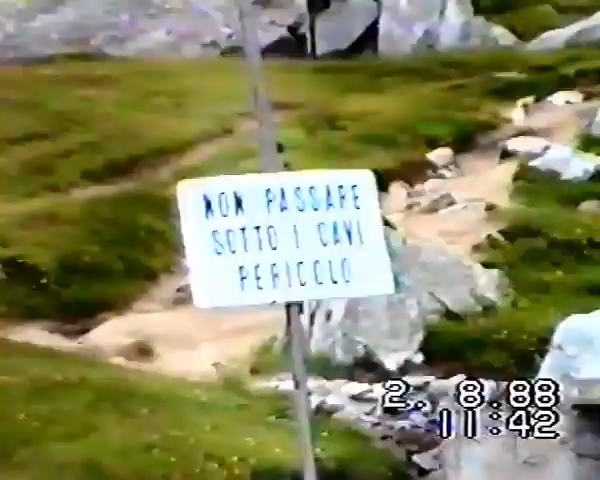 NON PASSARE
SOTTO I CAVI
PERICOLO
2. 8.88
11:42